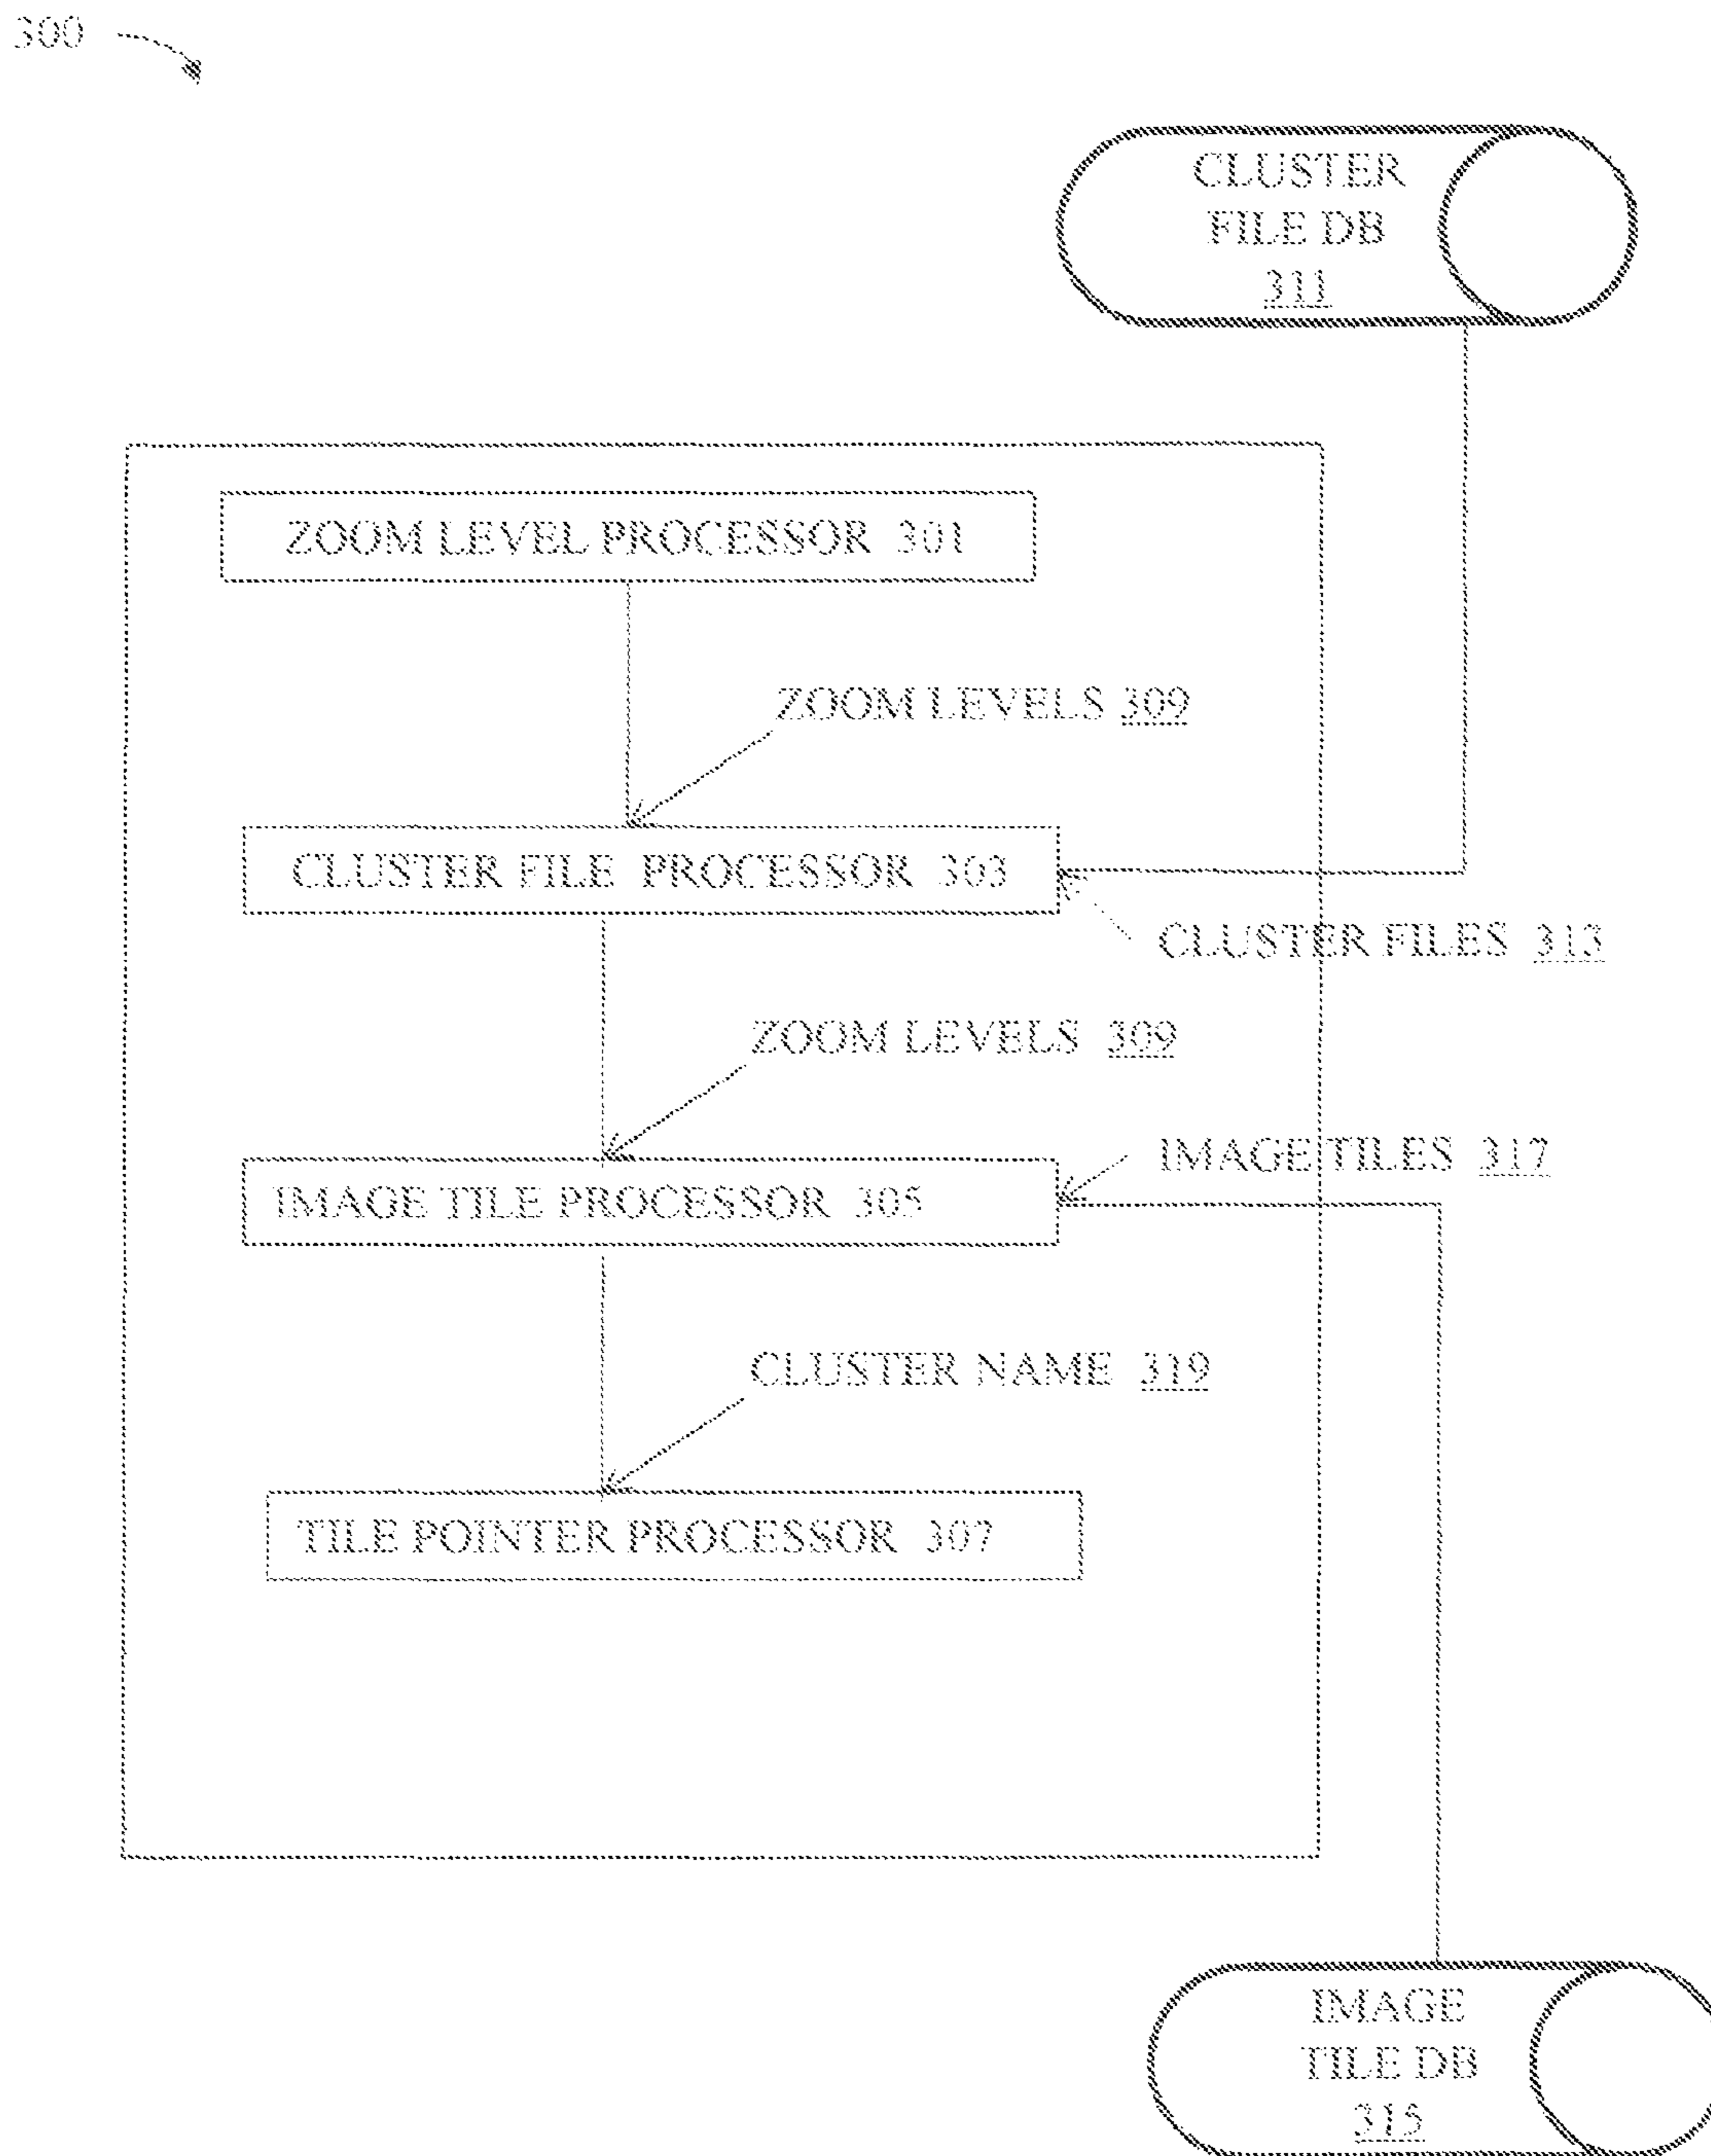 300
CLUSTER
FILE DB
311
ZOOM LEVEL PROCESSOR 301
ZOOM LEVELS 309
CLUSTER FILE PROCESSOR 303
CLUSTER FILES 313
ZOOM LEVELS 309
IMAGE TILES 317
IMAGE TILE PROCESSOR 305
CLUSTER NAME 319
TILE POINTER PROCESSOR 307
IMAGE
TILE DB
315